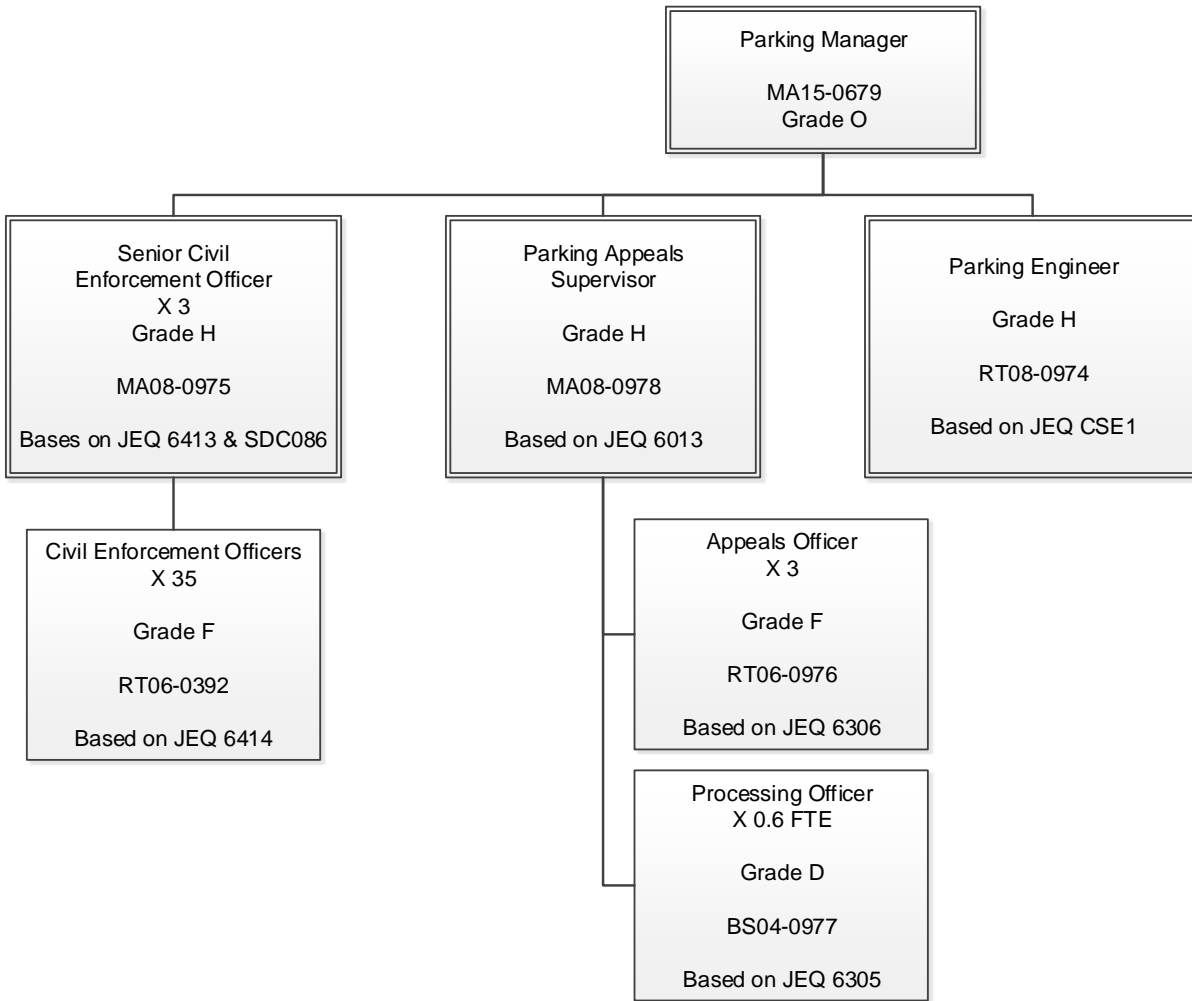 Parking Manager
MA15-0679
Grade O
Senior Civil
Enforcement Officer
X 3
Grade H
MA08-0975
Bases on JEQ 6413 & SDC086
Parking Appeals
Supervisor
Grade H
MA08-0978
Based on JEQ 6013
Parking Engineer
Grade H
RT08-0974
Based on JEQ CSE1
Civil Enforcement Officers
X 35
Grade F
RT06-0392
Based on JEQ 6414
Appeals Officer
X 3
Grade F
RT06-0976
Based on JEQ 6306
Processing Officer
X 0.6 FTE
Grade D
BS04-0977
Based on JEQ 6305